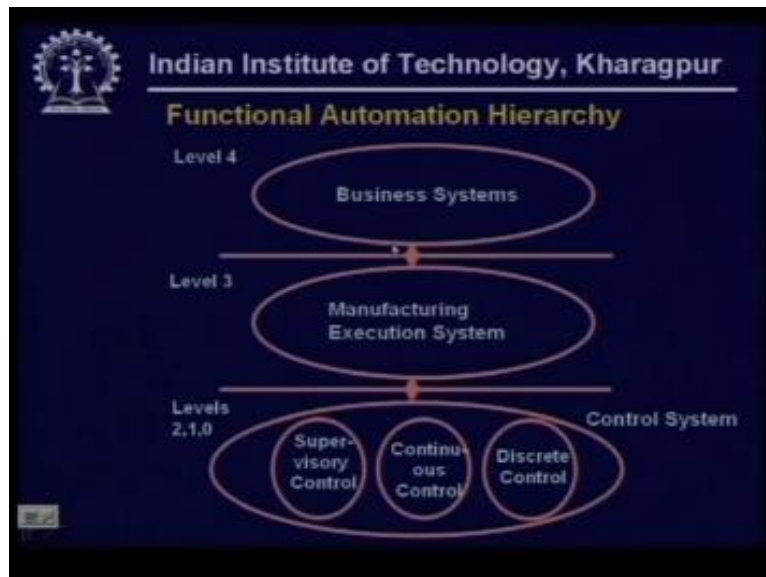 Indian Institute of Technology, Kharagpur
Functional Automation Hierarchy
Level 4
Business Systems
Level 3
Manufacturing
Execution System
Levels
2,1,0
Control System
Super-
visory
Control
Continu-
ous
Control
Discrete
Control